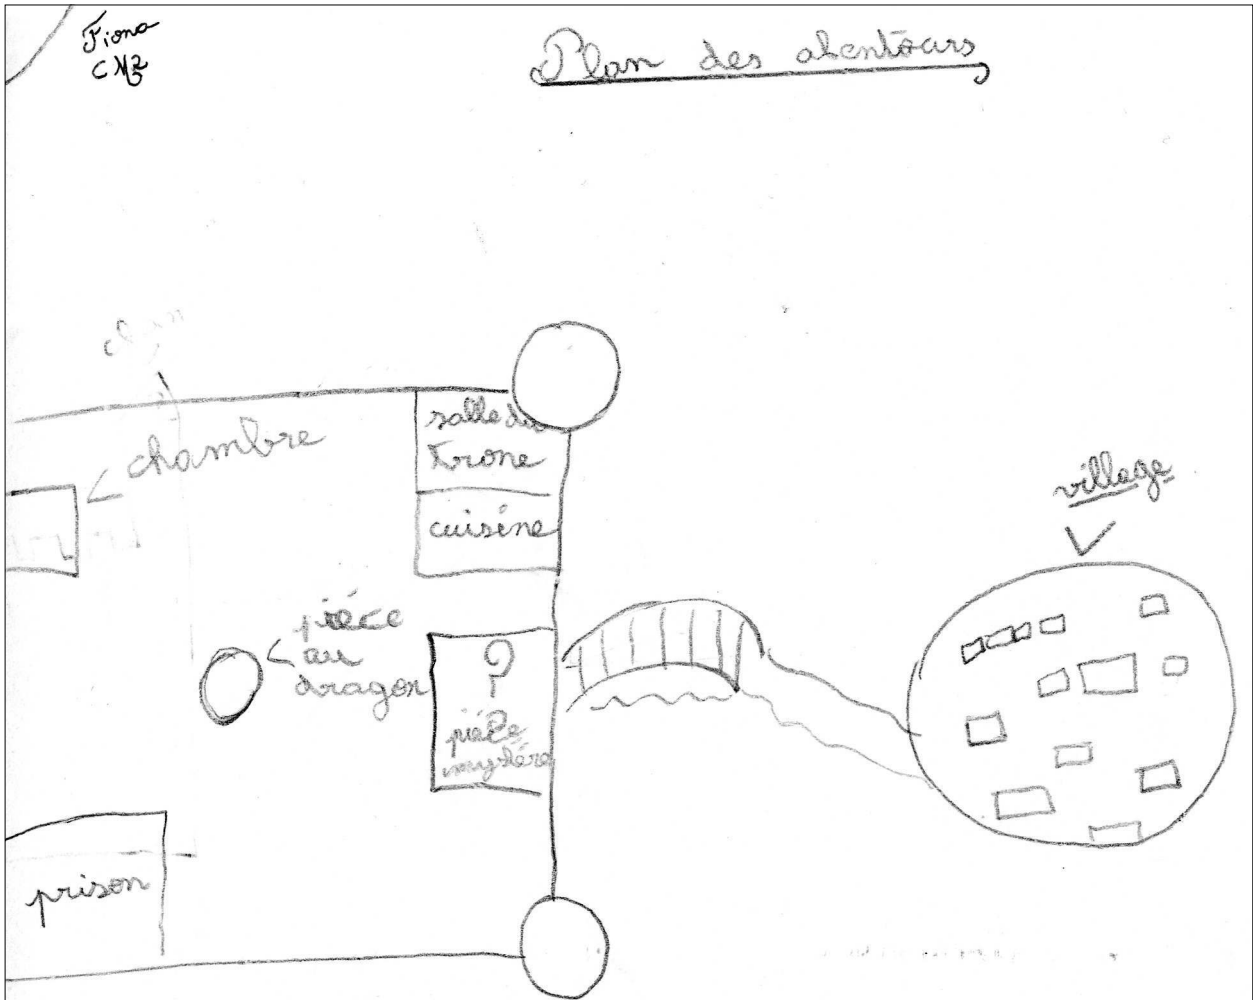 Fiona
CM2
Plan des alentours
chambre
salle du
trone
cuisine
village
pièce
au
dragon
?
pièce
mystère
prison